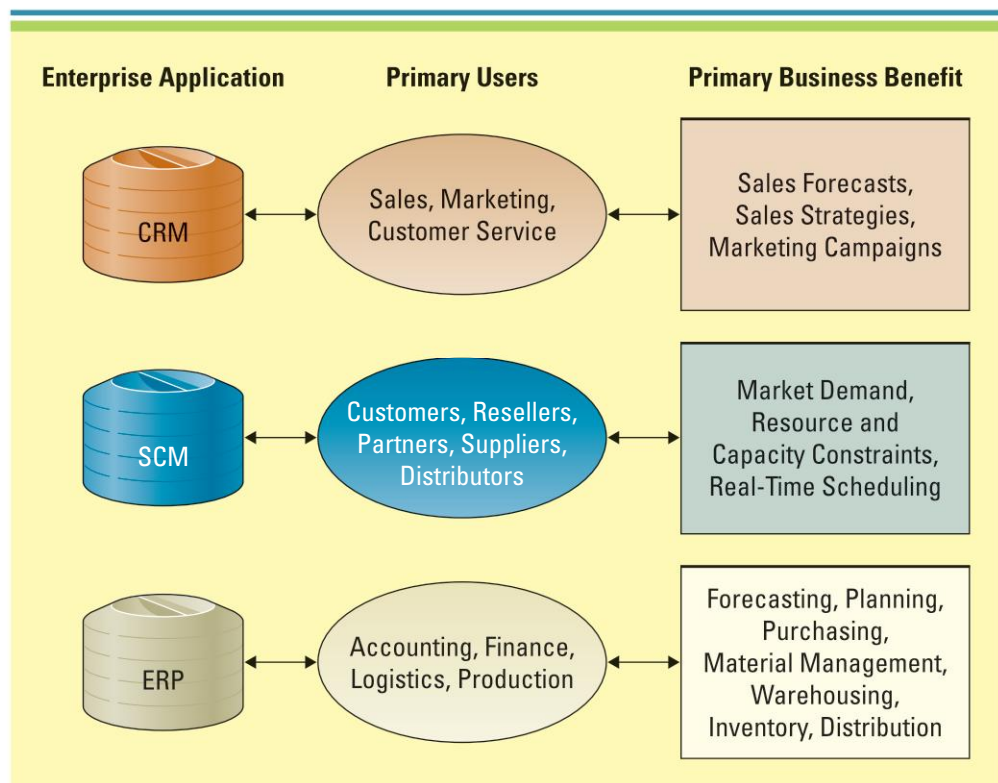 Enterprise Application
Primary Users
Primary Business Benefit
CRM
Sales, Marketing,
Customer Service
Sales Forecasts,
Sales Strategies,
Marketing Campaigns
SCM
Customers, Resellers,
Partners, Suppliers,
Distributors
Market Demand,
Resource and
Capacity Constraints,
Real-Time Scheduling
ERP
Accounting, Finance,
Logistics, Production
Forecasting, Planning,
Purchasing,
Material Management,
Warehousing,
Inventory, Distribution